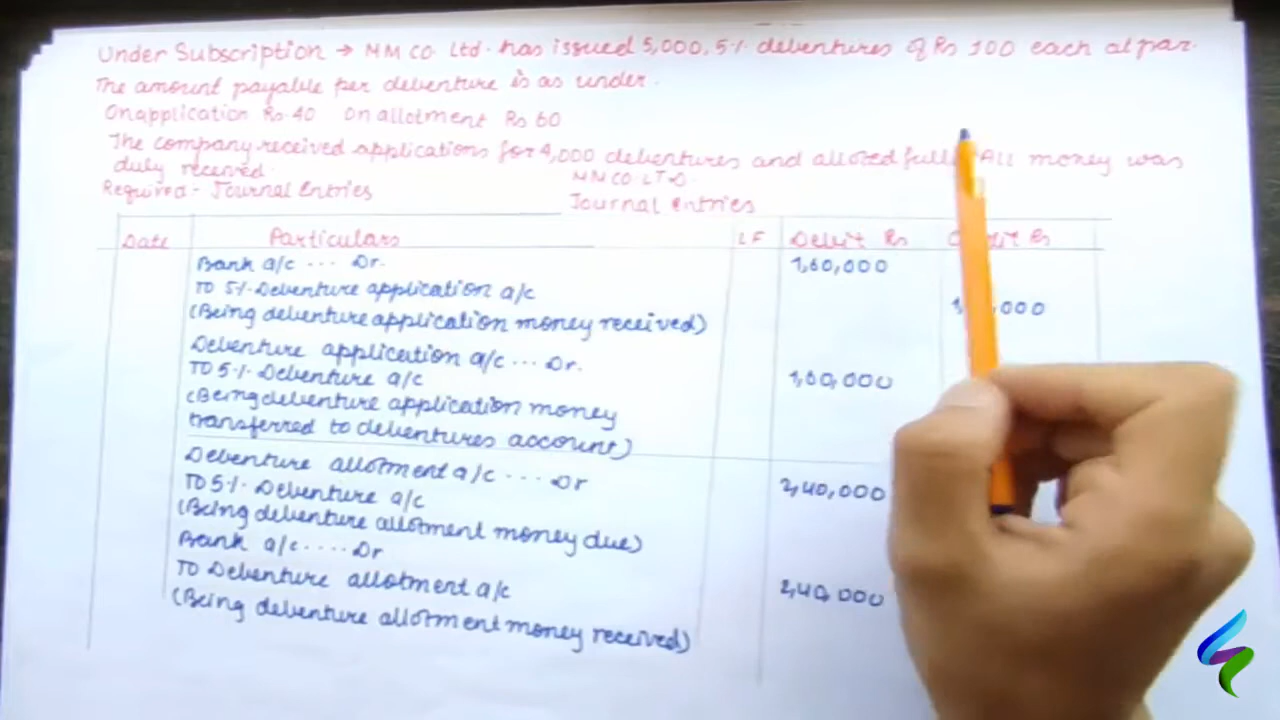 Under Subscription → MM CO. Ltd. has issued 5,000, 5% debentures of Rs 100 each at par.
The amount payable per debenture is as under.
On application Rs. 40 On allotment Rs 60
The company received applications for 4,000 debentures and alloted All money was
duly received.
Required - Journal Entries
MM CO. LTD.
Journal Entries
Date Particulars LF Debit Rs Rs
Bank a/c ... Dr. 1,60,000
To 5% Debenture application a/c
(Being debenture application money received) 000
Debenture application a/c ... Dr.
To 5% Debenture a/c 1,60,000
(Being debenture application money
transferred to debentures account)
Debenture allotment a/c .... Dr
To 5% Debenture a/c 2,40,000
(Being debenture allotment money due)
Bank a/c ..... Dr
To Debenture allotment a/c 2,40,000
(Being debenture allotment money received)